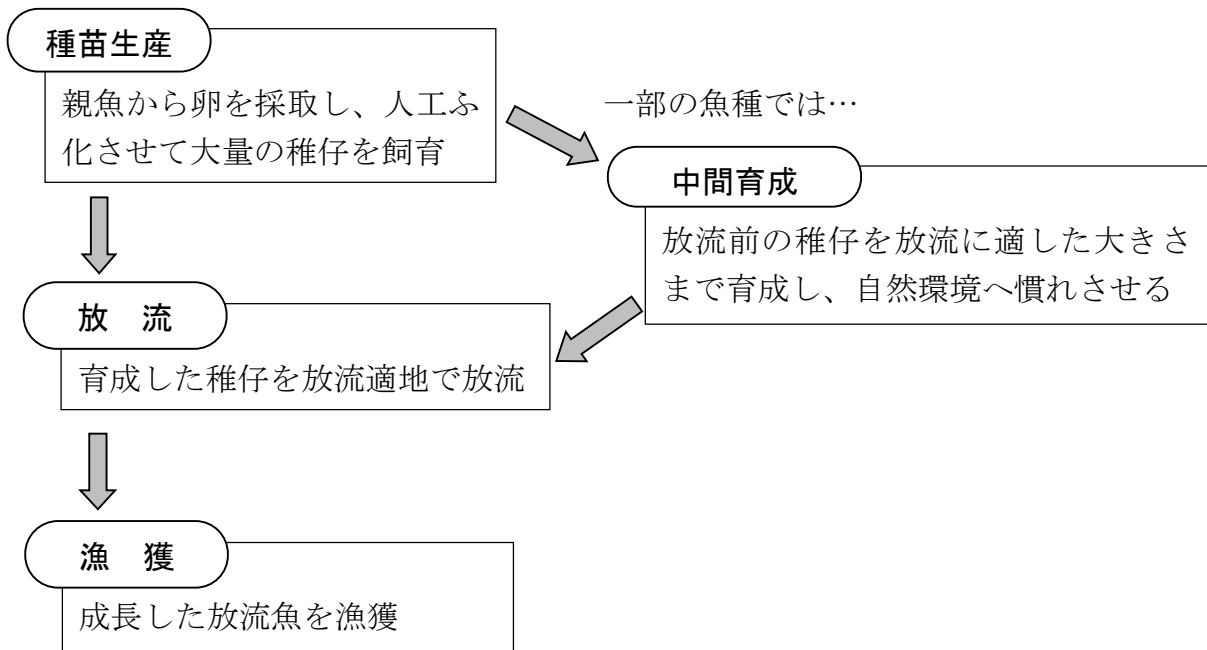 種苗生産
親魚から卵を採取し、人工ふ
化させて大量の稚仔を飼育
一部の魚種では…
中間育成
放流前の稚仔を放流に適した大きさ
まで育成し、自然環境へ慣れさせる
放　流
育成した稚仔を放流適地で放流
漁　獲
成長した放流魚を漁獲